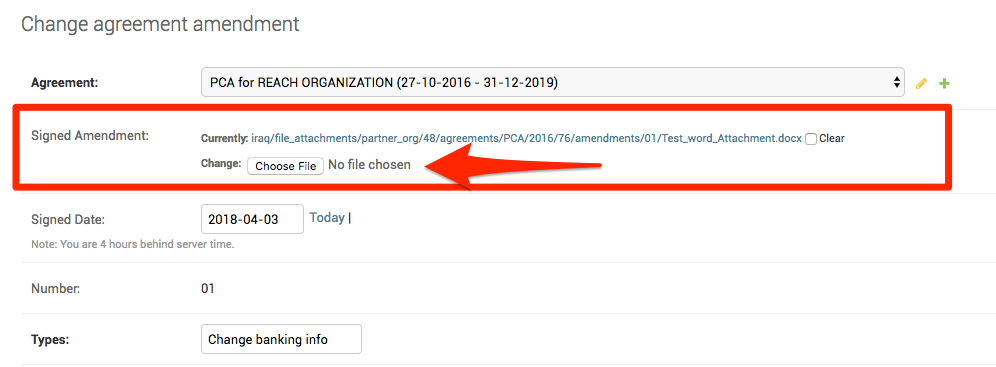 Change agreement amendment
Agreement: PCA for REACH ORGANIZATION (27-10-2016 - 31-12-2019)
Signed Amendment: Currently: iraq/file_attachments/partner_org/48/agreements/PCA/2016/76/amendments/01/Test_word_Attachment.docx Clear
Change: Choose File No file chosen
Signed Date: 2018-04-03 Today |
Note: You are 4 hours behind server time.
Number: 01
Types: Change banking info